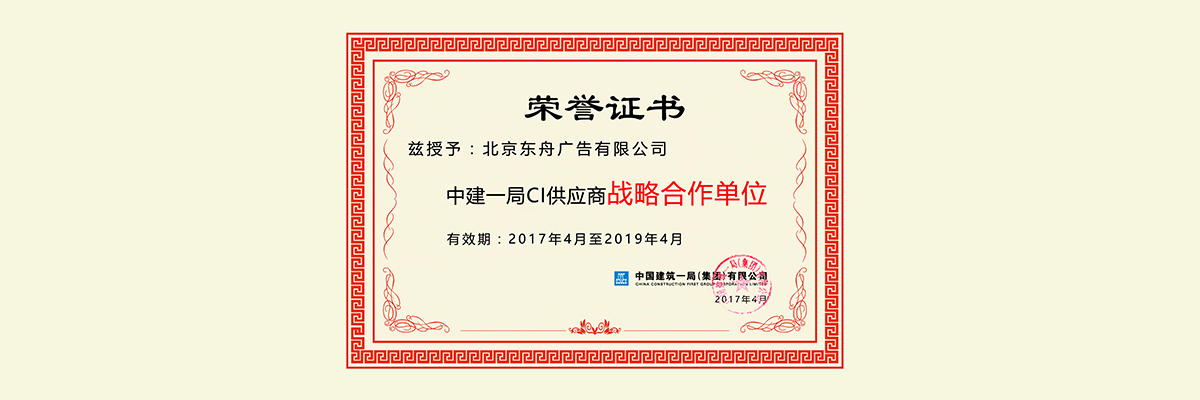 荣誉证书
兹授予：北京东舟广告有限公司
中建一局CI供应商战略合作单位
有效期：2017年4月至2019年4月
中国建筑一局(集团)有限公司
CHINA CONSTRUCTION FIRST GROUP CORPORATION LIMITED
2017年4月